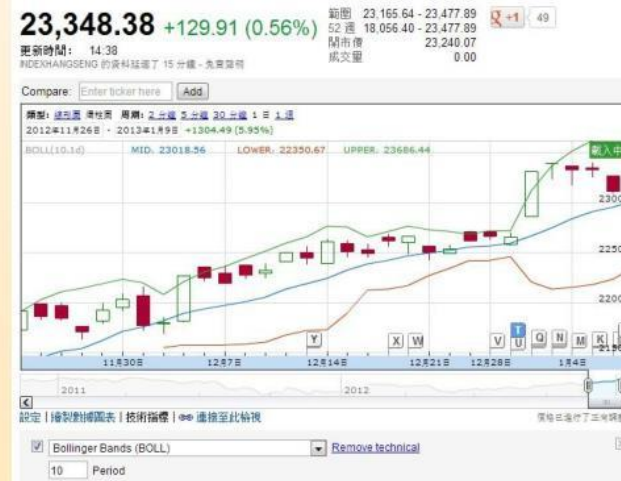 23,348.38 +129.91 (0.56%)
更新時間： 14:38
INDEXHANGSENG 的資料延遲了 15 分鐘 - 免責聲明
範圍 23,165.64 - 23,477.89
52 週 18,056.40 - 23,477.89
開市價 23,240.07
成交量 0.00
+1 49
Compare: Enter ticker here Add
類型: 線形圖 陰柱圖 周期: 2 分鐘 5 分鐘 30 分鐘 1 日 1 週
2012年11月26日 - 2013年1月9日 +1304.49 (5.95%)
BOLL(10,1d) MID. 23018.56 LOWER. 22350.67 UPPER. 23686.44
載入中
2300
2250
2200
2150
Y X W V T U Q N M K
11月30日 12月7日 12月14日 12月21日 12月28日 1月4日
2011 2012
設定 | 繪製數據圖表 | 技術指標 | 連接至此檢視
Bollinger Bands (BOLL) Remove technical
10 Period